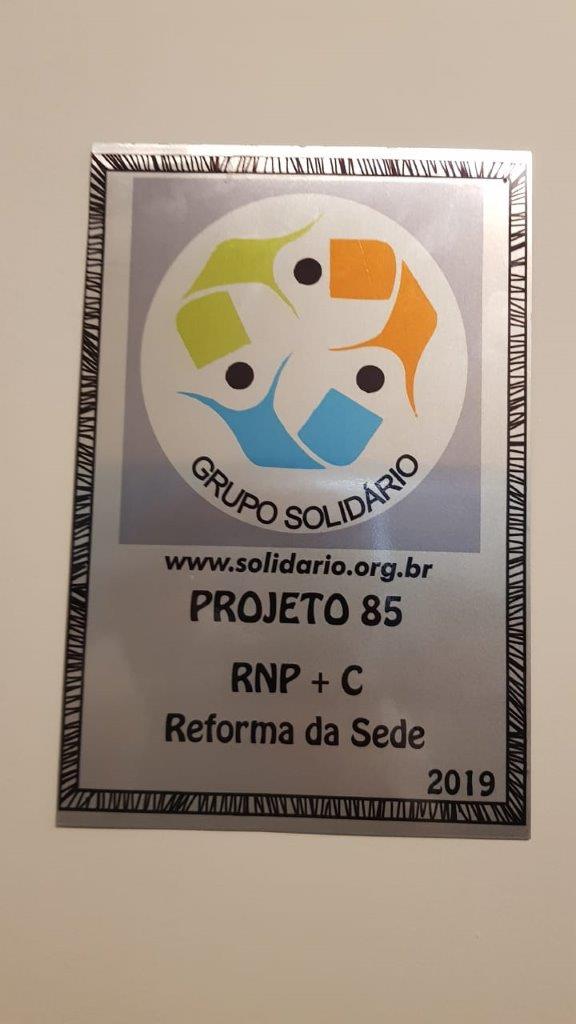 GRUPO SOLIDÁRIO
www.solidario.org.br
PROJETO 85
RNP + C
Reforma da Sede
2019